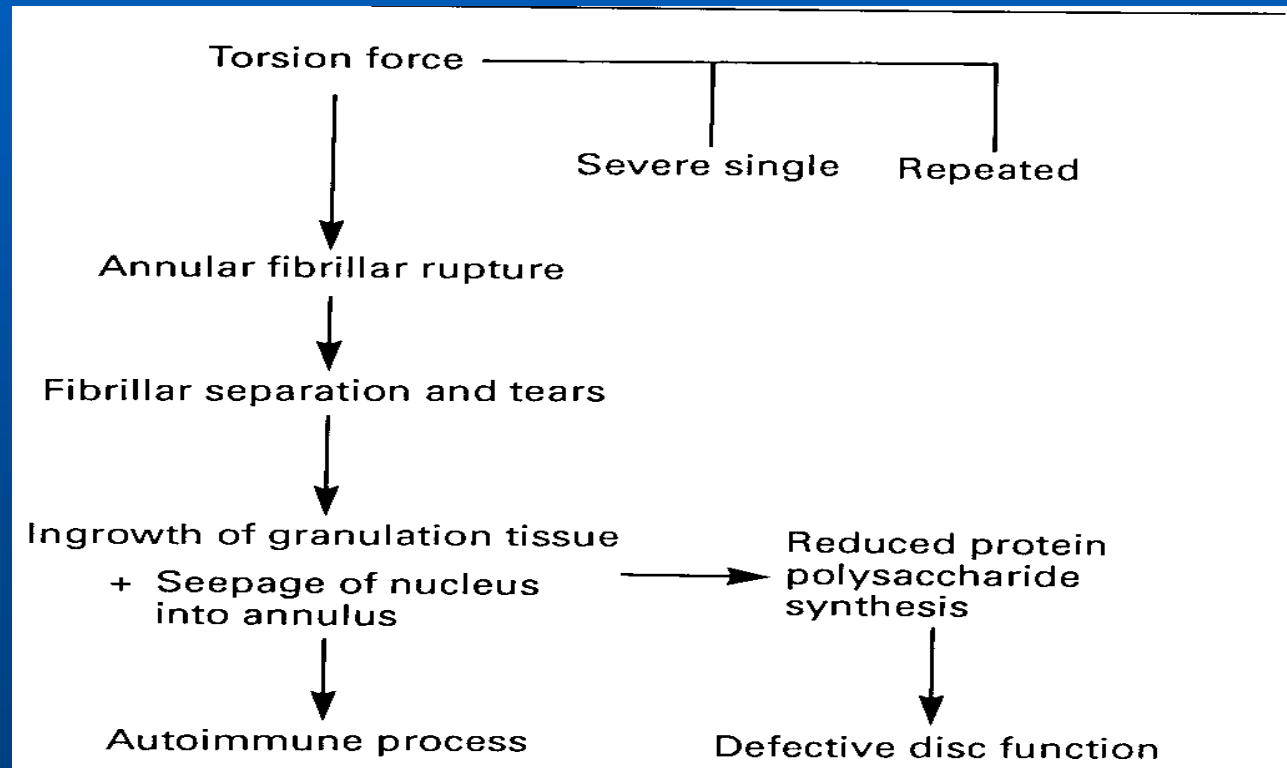 Torsion force
Severe single
Repeated
Annular fibrillar rupture
Fibrillar separation and tears
Ingrowth of granulation tissue
+ Seepage of nucleus
into annulus
Reduced protein
polysaccharide
synthesis
Autoimmune process
Defective disc function